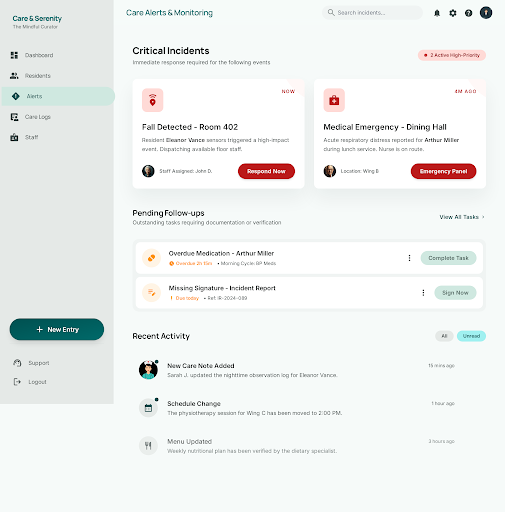 Care & Serenity
The Mindful Curator
Dashboard
Residents
Alerts
Care Logs
Staff
New Entry
Support
Logout
Care Alerts & Monitoring
Search incidents...
Critical Incidents
Immediate response required for the following events
2 Active High-Priority
NOW
Fall Detected - Room 402
Resident Eleanor Vance sensors triggered a high-impact
event. Dispatching available floor staff.
Staff Assigned: John D.
Respond Now
4M AGO
Medical Emergency - Dining Hall
Acute respiratory distress reported for Arthur Miller
during lunch service. Nurse is on route.
Location: Wing B
Emergency Panel
Pending Follow-ups
Outstanding tasks requiring documentation or verification
View All Tasks
Overdue Medication - Arthur Miller
Overdue 2h 15m • Morning Cycle: BP Meds
Complete Task
Missing Signature - Incident Report
! Due today • Ref: IR-2024-089
Sign Now
Recent Activity
All
Unread
New Care Note Added
Sarah J. updated the nighttime observation log for Eleanor Vance.
15 mins ago
Schedule Change
The physiotherapy session for Wing C has been moved to 2:00 PM.
1 hour ago
Menu Updated
Weekly nutritional plan has been verified by the dietary specialist.
3 hours ago